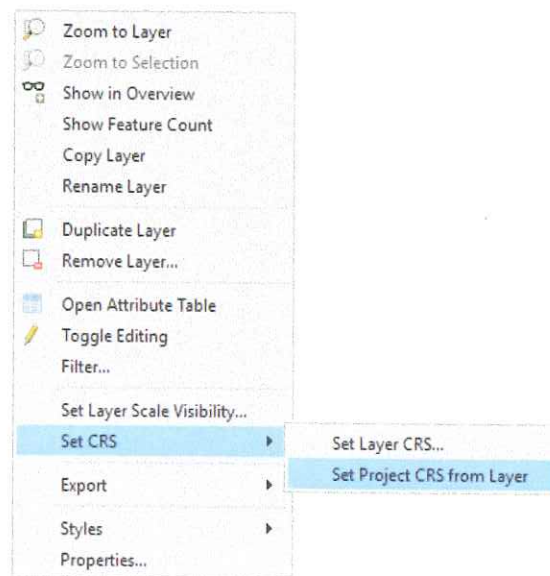 Zoom to Layer
Zoom to Selection
Show in Overview
Show Feature Count
Copy Layer
Rename Layer
Duplicate Layer
Remove Layer...
Open Attribute Table
Toggle Editing
Filter...
Set Layer Scale Visibility...
Set CRS
Set Layer CRS...
Set Project CRS from Layer
Export
Styles
Properties...